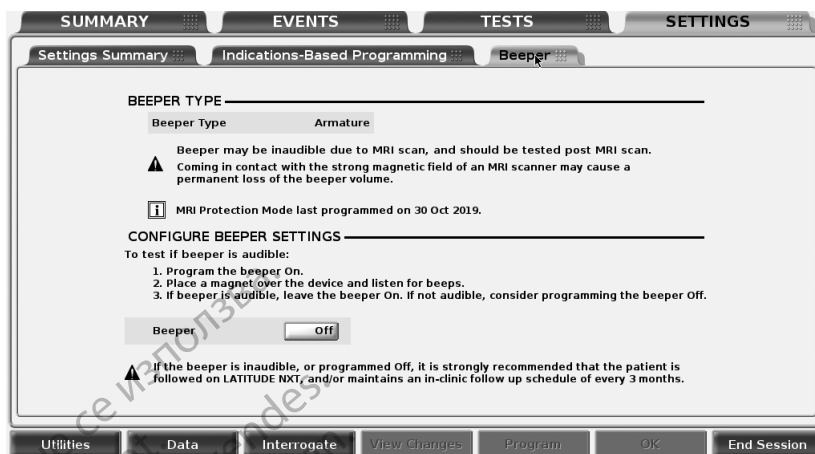 SUMMARY
EVENTS
TESTS
SETTINGS
Settings Summary
Indications-Based Programming
Beeper
BEEPER TYPE
Beeper Type Armature
Beeper may be inaudible due to MRI scan, and should be tested post MRI scan.
Coming in contact with the strong magnetic field of an MRI scanner may cause a
permanent loss of the beeper volume.
i MRI Protection Mode last programmed on 30 Oct 2019.
CONFIGURE BEEPER SETTINGS
To test if beeper is audible:
1. Program the beeper On.
2. Place a magnet over the device and listen for beeps.
3. If beeper is audible, leave the beeper On. If not audible, consider programming the beeper Off.
Beeper Off
If the beeper is inaudible, or programmed Off, it is strongly recommended that the patient is
followed on LATITUDE NXT, and/or maintains an in-clinic follow up schedule of every 3 months.
се използва.
Utilities
Data
Interrogate
View Changes
Program
OK
End Session